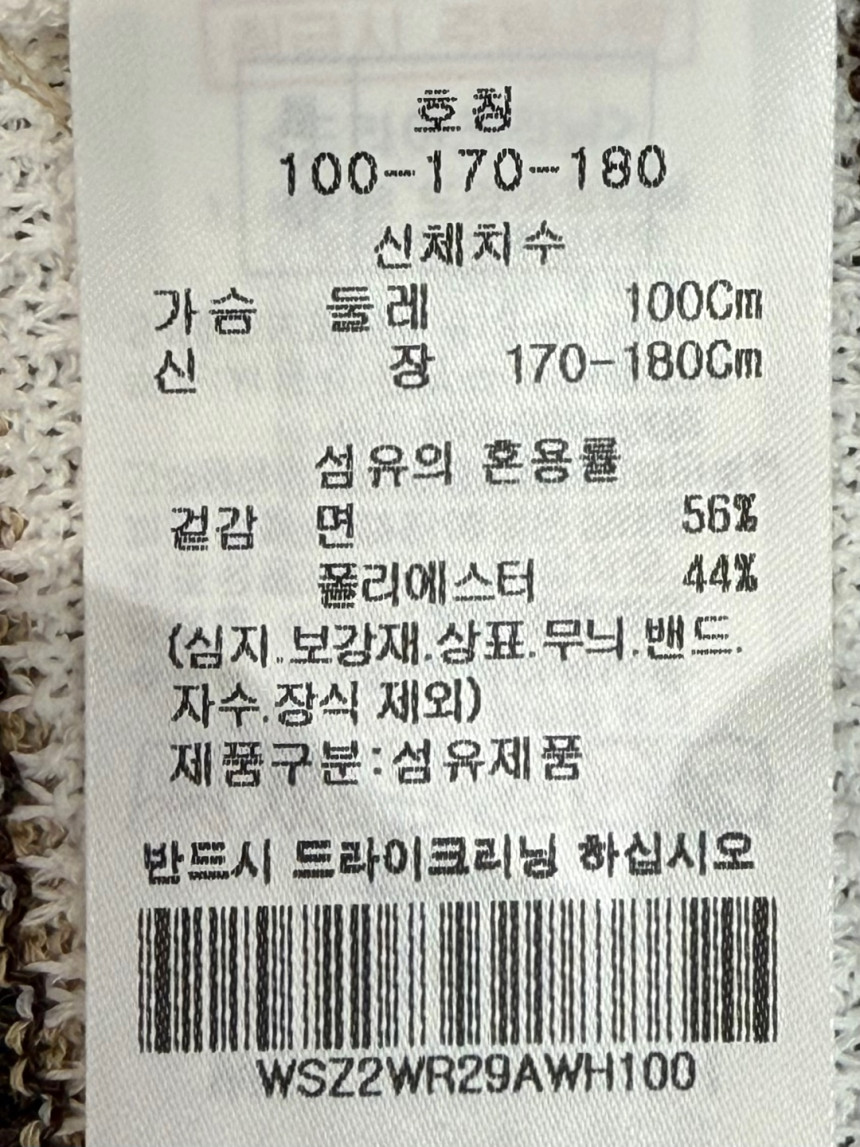 호칭
100-170-180
신체치수
가슴 둘레 100Cm
신 장 170-180Cm
섬유의 혼용률
겉감 면 56%
폴리에스터 44%
(심지.보강재.상표.무늬.밴드.
자수.장식 제외)
제품구분:섬유제품
반드시 드라이크리닝 하십시오
WSZ2WR29AWH100